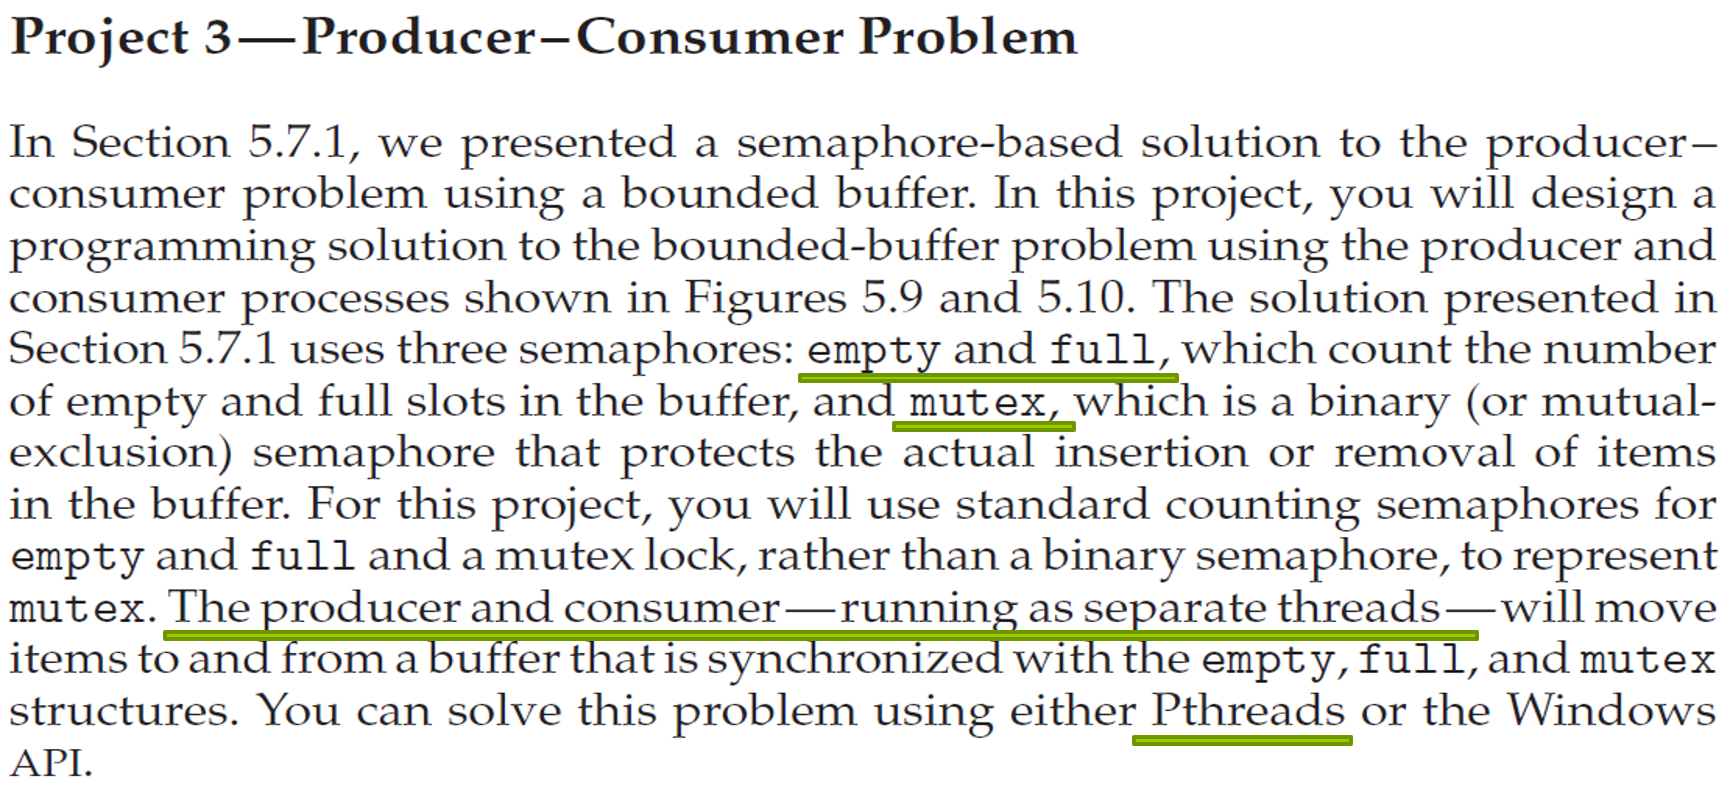 Project 3—Producer–Consumer Problem
In Section 5.7.1, we presented a semaphore-based solution to the producer–
consumer problem using a bounded buffer. In this project, you will design a
programming solution to the bounded-buffer problem using the producer and
consumer processes shown in Figures 5.9 and 5.10. The solution presented in
Section 5.7.1 uses three semaphores: empty and full, which count the number
of empty and full slots in the buffer, and mutex, which is a binary (or mutual-
exclusion) semaphore that protects the actual insertion or removal of items
in the buffer. For this project, you will use standard counting semaphores for
empty and full and a mutex lock, rather than a binary semaphore, to represent
mutex. The producer and consumer—running as separate threads—will move
items to and from a buffer that is synchronized with the empty, full, and mutex
structures. You can solve this problem using either Pthreads or the Windows
API.